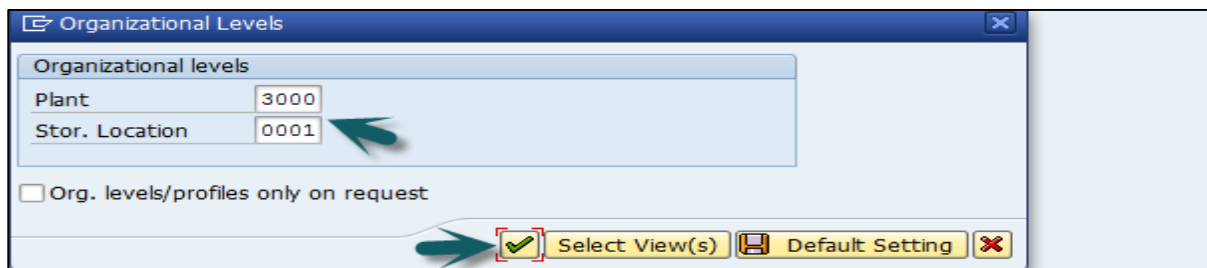 Organizational Levels
Organizational levels
Plant 3000
Stor. Location 0001
Org. levels/profiles only on request
Select View(s) Default Setting